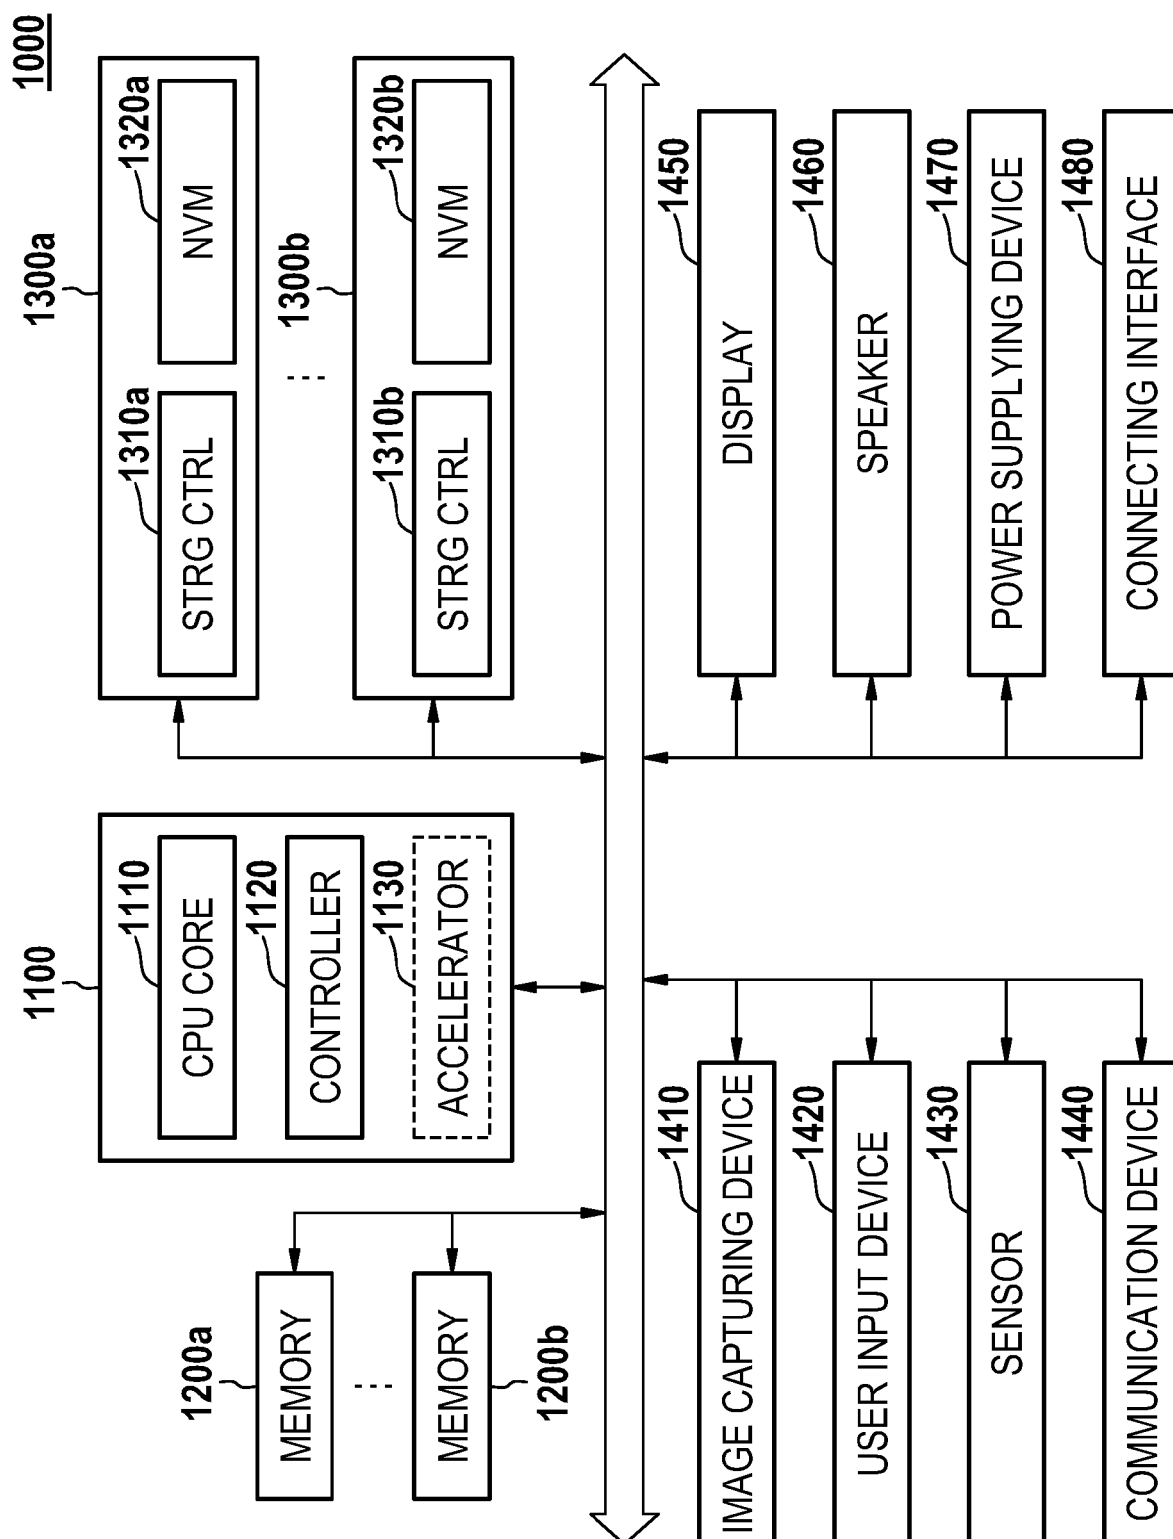 1000
1100
1110
CPU CORE
1120
CONTROLLER
1130
ACCELERATOR
1200a
MEMORY
MEMORY
1200b
1300a
1310a
STRG CTRL
1320a
NVM
1300b
1310b
STRG CTRL
1320b
NVM
1410
IMAGE CAPTURING DEVICE
1420
USER INPUT DEVICE
1430
SENSOR
1440
COMMUNICATION DEVICE
1450
DISPLAY
1460
SPEAKER
1470
POWER SUPPLYING DEVICE
1480
CONNECTING INTERFACE